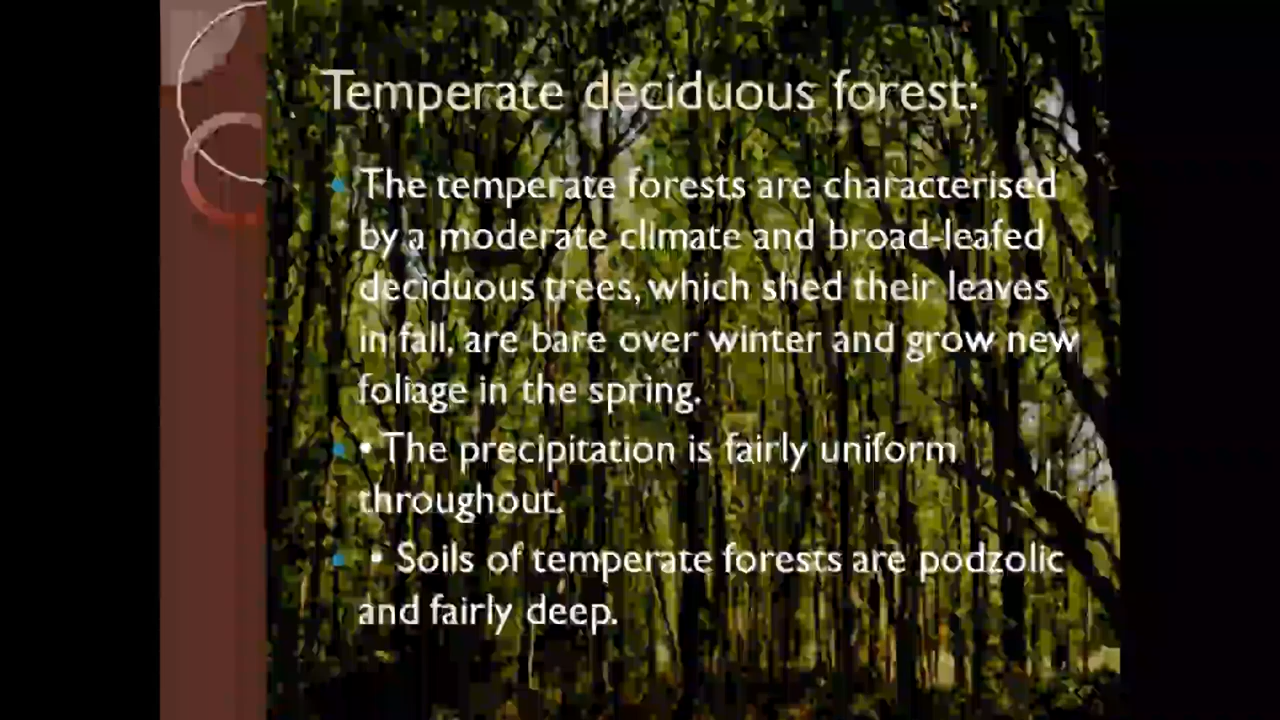 Temperate deciduous forest:
• The temperate forests are characterised
by a moderate climate and broad-leafed
deciduous trees, which shed their leaves
in fall, are bare over winter and grow new
foliage in the spring.
• • The precipitation is fairly uniform
throughout.
• • Soils of temperate forests are podzolic
and fairly deep.